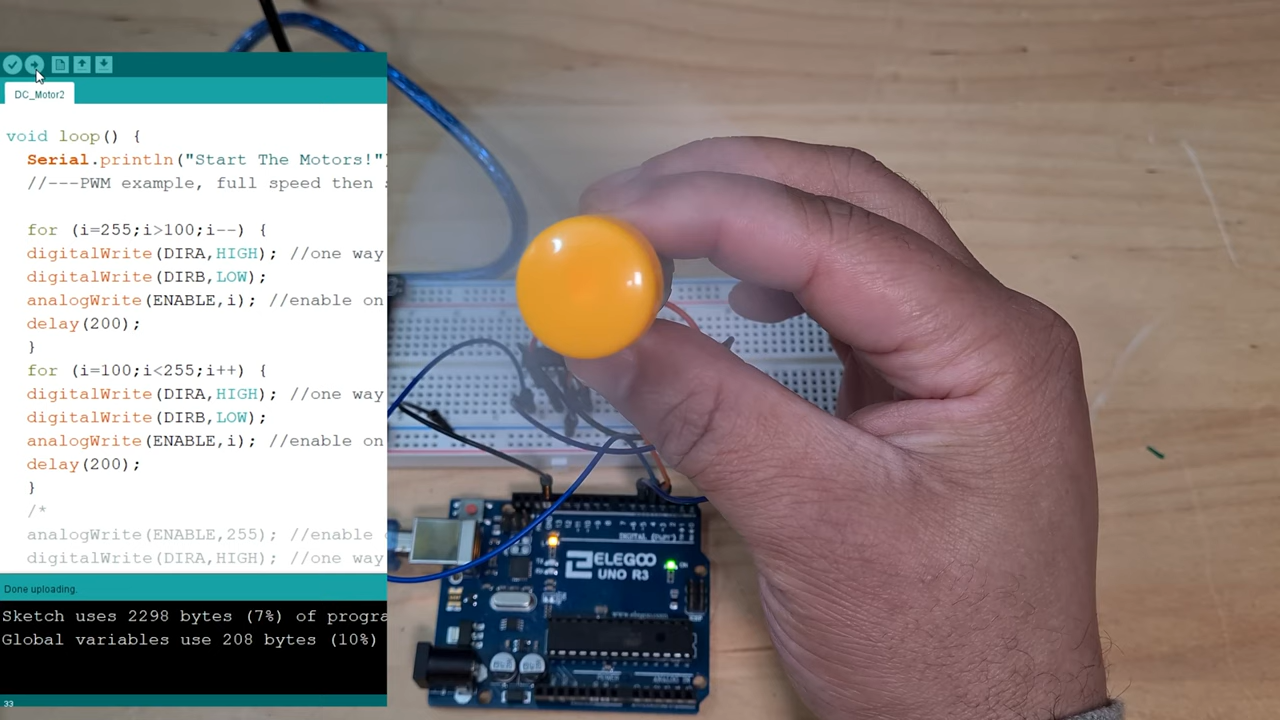 DC_Motor2
void loop() {
Serial.println("Start The Motors!")
//---PWM example, full speed then
for (i=255;i>100;i--) {
digitalWrite(DIRA,HIGH); //one way
digitalWrite(DIRB,LOW);
analogWrite(ENABLE,i); //enable on
delay(200);
}
for (i=100;i<255;i++) {
digitalWrite(DIRA,HIGH); //one way
digitalWrite(DIRB,LOW);
analogWrite(ENABLE,i); //enable on
delay(200);
}
/*
analogWrite(ENABLE,255); //enable
digitalWrite(DIRA,HIGH); //one way
Done uploading.
Sketch uses 2298 bytes (7%) of progra
Global variables use 208 bytes (10%)
33
ELEGOO
UNO R3
ON
POWER